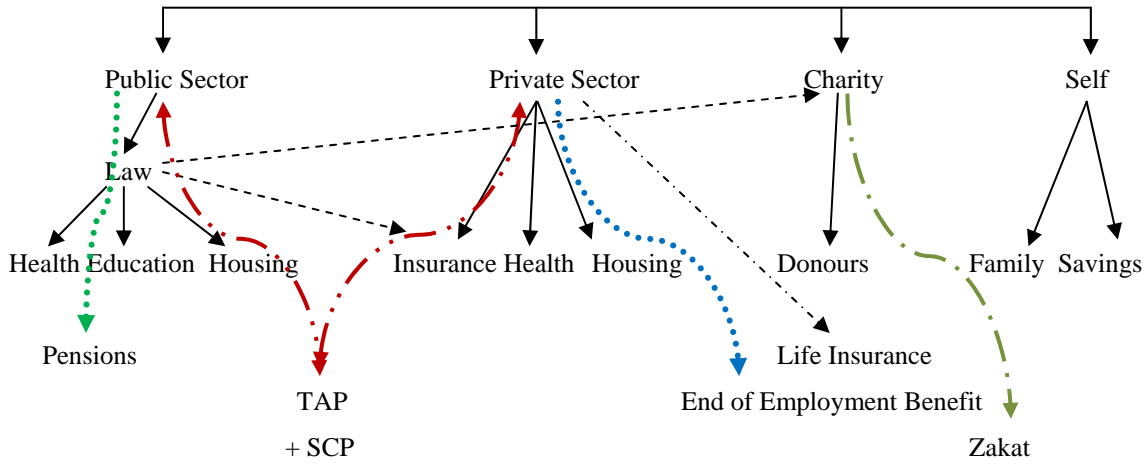 Public Sector
Private Sector
Charity
Self
Law
Health Education Housing
Insurance Health Housing
Donours
Family Savings
Pensions
Life Insurance
TAP
End of Employment Benefit
+ SCP
Zakat